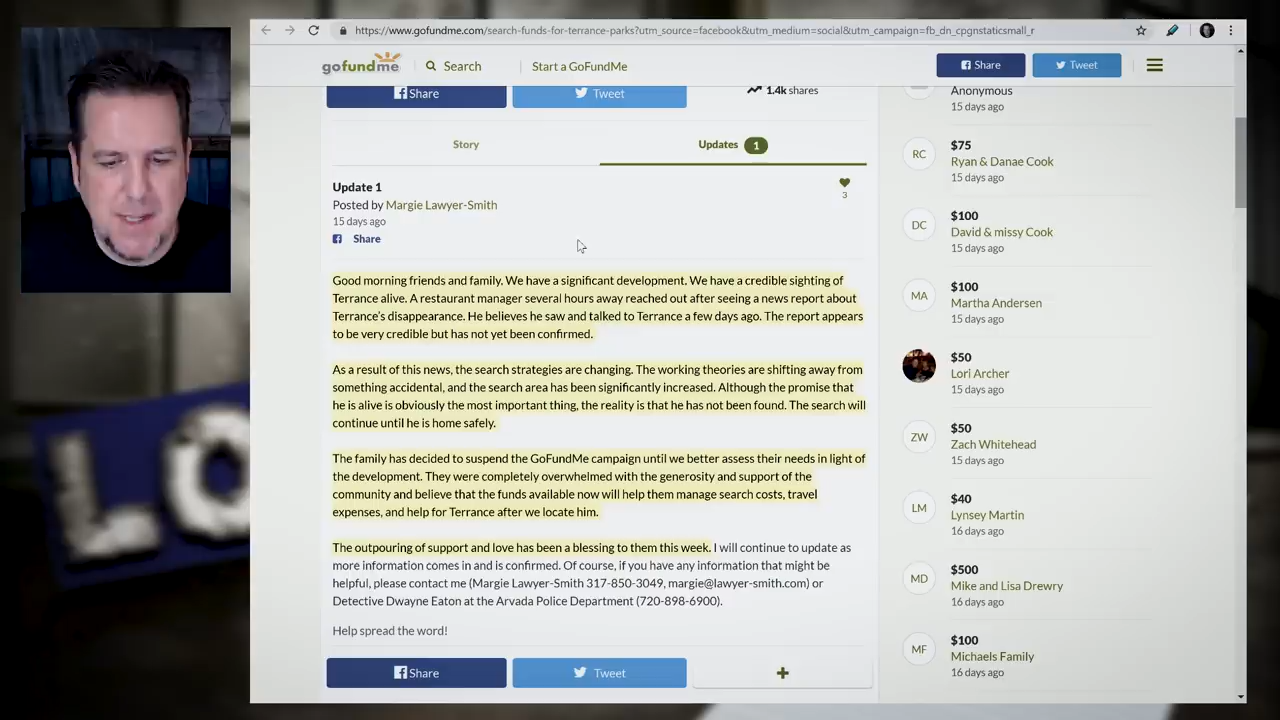 https://www.gofundme.com/search-funds-for-terrance-parks?utm_source=facebook&utm_medium=social&utm_campaign=fb_dn_cpgnstaticsmall_r
gofundme
Search
Start a GoFundMe
Share
Tweet
Share
Tweet
1.4k shares
Story
Updates 1
Update 1
Posted by Margie Lawyer-Smith
15 days ago
Share
3
Good morning friends and family. We have a significant development. We have a credible sighting of
Terrance alive. A restaurant manager several hours away reached out after seeing a news report about
Terrance's disappearance. He believes he saw and talked to Terrance a few days ago. The report appears
to be very credible but has not yet been confirmed.
As a result of this news, the search strategies are changing. The working theories are shifting away from
something accidental, and the search area has been significantly increased. Although the promise that
he is alive is obviously the most important thing, the reality is that he has not been found. The search will
continue until he is home safely.
The family has decided to suspend the GoFundMe campaign until we better assess their needs in light of
the development. They were completely overwhelmed with the generosity and support of the
community and believe that the funds available now will help them manage search costs, travel
expenses, and help for Terrance after we locate him.
The outpouring of support and love has been a blessing to them this week. I will continue to update as
more information comes in and is confirmed. Of course, if you have any information that might be
helpful, please contact me (Margie Lawyer-Smith 317-850-3049, margie@lawyer-smith.com) or
Detective Dwayne Eaton at the Arvada Police Department (720-898-6900).
Help spread the word!
Share
Tweet
Anonymous
15 days ago
RC
$75
Ryan & Danae Cook
15 days ago
DC
$100
David & missy Cook
15 days ago
MA
$100
Martha Andersen
15 days ago
$50
Lori Archer
15 days ago
ZW
$50
Zach Whitehead
15 days ago
LM
$40
Lynsey Martin
16 days ago
MD
$500
Mike and Lisa Drewry
16 days ago
MF
$100
Michaels Family
16 days ago
LO